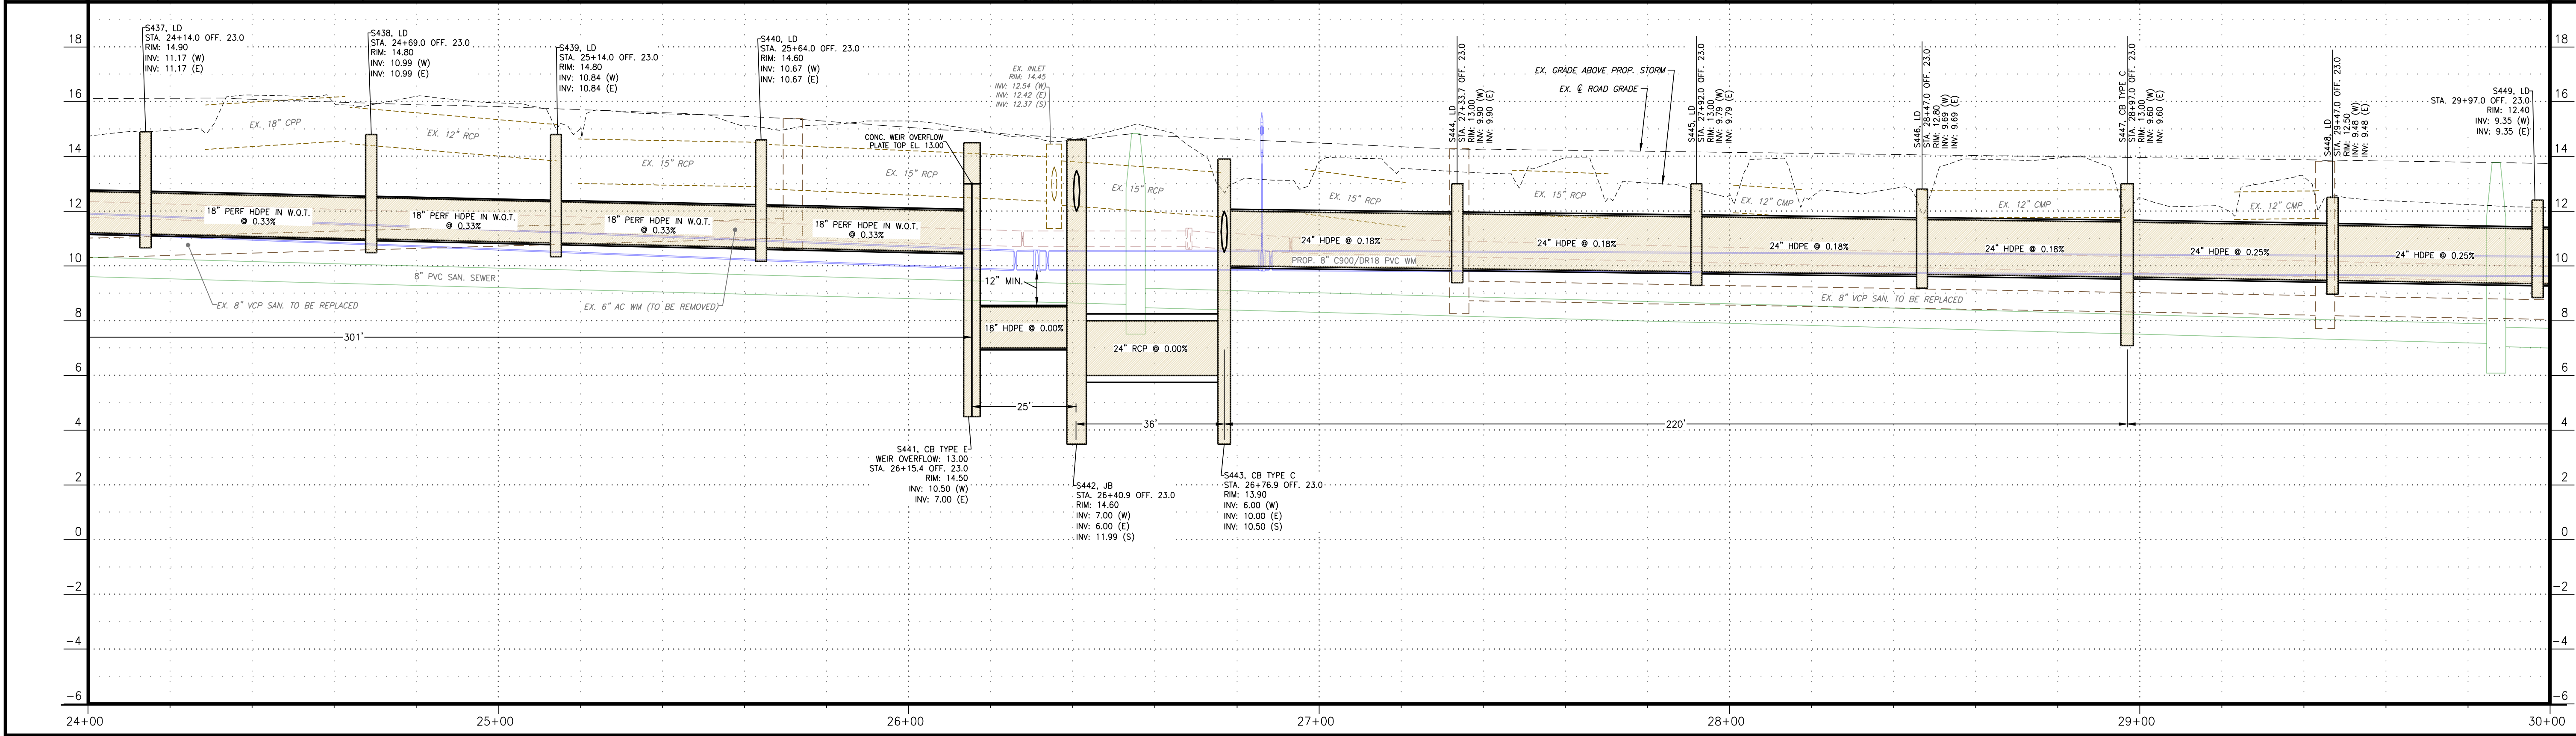 S437, LD
STA. 24+14.0 OFF. 23.0
RIM: 14.90
INV: 11.17 (W)
INV: 11.17 (E)
S438, LD
STA. 24+69.0 OFF. 23.0
RIM: 14.80
INV: 10.99 (W)
INV: 10.99 (E)
S439, LD
STA. 25+14.0 OFF. 23.0
RIM: 14.80
INV: 10.84 (W)
INV: 10.84 (E)
S440, LD
STA. 25+64.0 OFF. 23.0
RIM: 14.60
INV: 10.67 (W)
INV: 10.67 (E)
EX. INLET
RIM: 14.45
INV: 12.54 (W)
INV: 12.42 (E)
INV: 12.37 (S)
CONC. WEIR OVERFLOW
PLATE TOP EL. 13.00
EX. GRADE ABOVE PROP. STORM
EX. ℄ ROAD GRADE
S444, LD
STA. 27+33.7 OFF. 23.0
RIM: 13.00
INV: 9.90 (W)
INV: 9.90 (E)
S445, LD
STA. 27+92.0 OFF. 23.0
RIM: 13.00
INV: 9.79 (W)
INV: 9.79 (E)
S446, LD
STA. 28+47.0 OFF. 23.0
RIM: 12.80
INV: 9.69 (W)
INV: 9.69 (E)
S447, CB TYPE C
STA. 28+97.0 OFF. 23.0
RIM: 13.00
INV: 9.60 (W)
INV: 9.60 (E)
S448, LD
STA. 29+47.0 OFF. 23.0
RIM: 12.50
INV: 9.48 (W)
INV: 9.48 (E)
S449, LD
STA. 29+97.0 OFF. 23.0
RIM: 12.40
INV: 9.35 (W)
INV: 9.35 (E)
EX. 18" CPP
EX. 12" RCP
EX. 15" RCP
EX. 15" RCP
EX. 15" RCP
EX. 15" RCP
EX. 15" RCP
EX. 12" CMP
EX. 12" CMP
EX. 12" CMP
18" PERF HDPE IN W.Q.T.
@ 0.33%
18" PERF HDPE IN W.Q.T.
@ 0.33%
18" PERF HDPE IN W.Q.T.
@ 0.33%
18" PERF HDPE IN W.Q.T.
@ 0.33%
24" HDPE @ 0.18%
24" HDPE @ 0.18%
24" HDPE @ 0.18%
24" HDPE @ 0.18%
24" HDPE @ 0.25%
24" HDPE @ 0.25%
PROP. 8" C900/DR18 PVC WM
8" PVC SAN. SEWER
12" MIN.
EX. 8" VCP SAN. TO BE REPLACED
EX. 6" AC WM (TO BE REMOVED)
EX. 8" VCP SAN. TO BE REPLACED
18" HDPE @ 0.00%
24" RCP @ 0.00%
301'
25'
36'
220'
S441, CB TYPE E
WEIR OVERFLOW: 13.00
STA. 26+15.4 OFF. 23.0
RIM: 14.50
INV: 10.50 (W)
INV: 7.00 (E)
S442, JB
STA. 26+40.9 OFF. 23.0
RIM: 14.60
INV: 7.00 (W)
INV: 6.00 (E)
INV: 11.99 (S)
S443, CB TYPE C
STA. 26+76.9 OFF. 23.0
RIM: 13.90
INV: 6.00 (W)
INV: 10.00 (E)
INV: 10.50 (S)
18
16
14
12
10
8
6
4
2
0
-2
-4
-6
18
16
14
12
10
8
6
4
2
0
-2
-4
-6
24+00
25+00
26+00
27+00
28+00
29+00
30+00